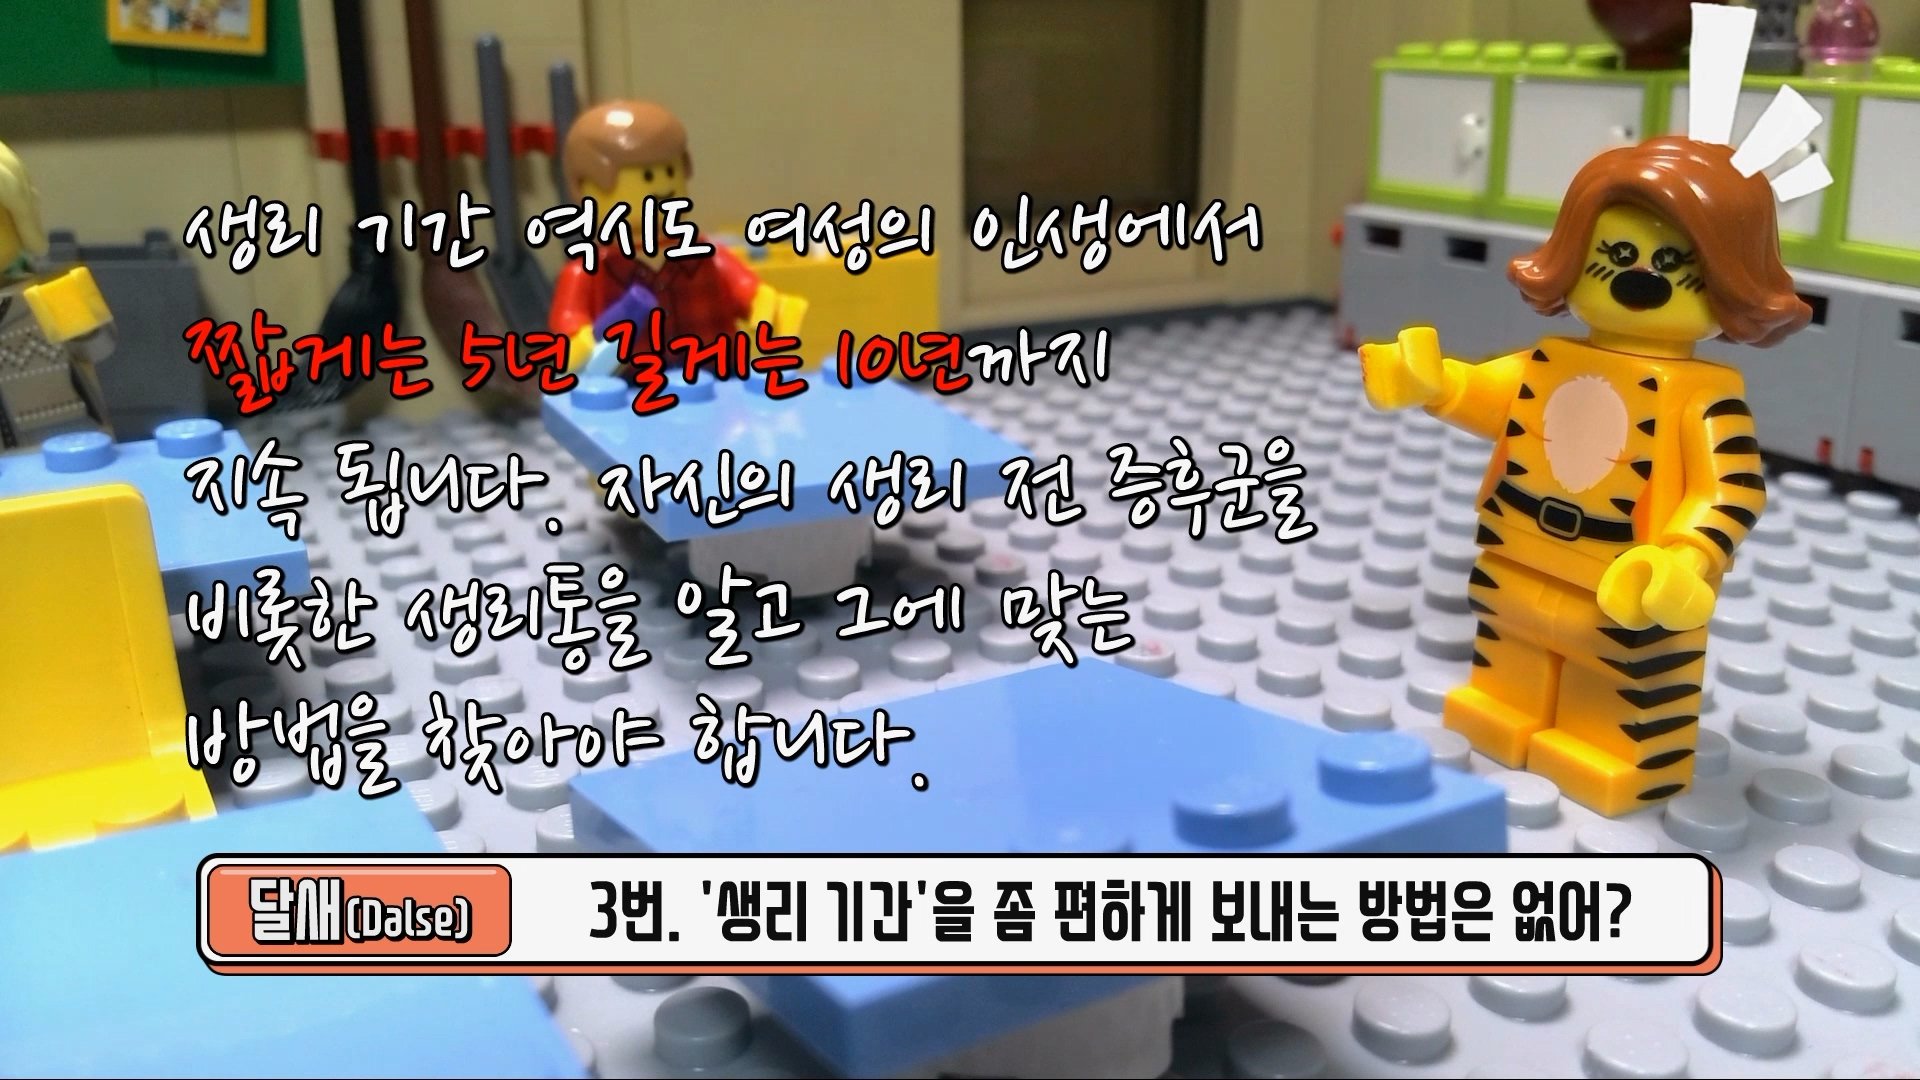 생리 기간 역시도 여성의 인생에서
짧게는 5년 길게는 10년까지
지속 됩니다. 자신의 생리 전 증후군을
비롯한 생리통을 알고 그에 맞는
방법을 찾아야 합니다.
달새(Dalse) 3번. '생리 기간'을 좀 편하게 보내는 방법은 없어?